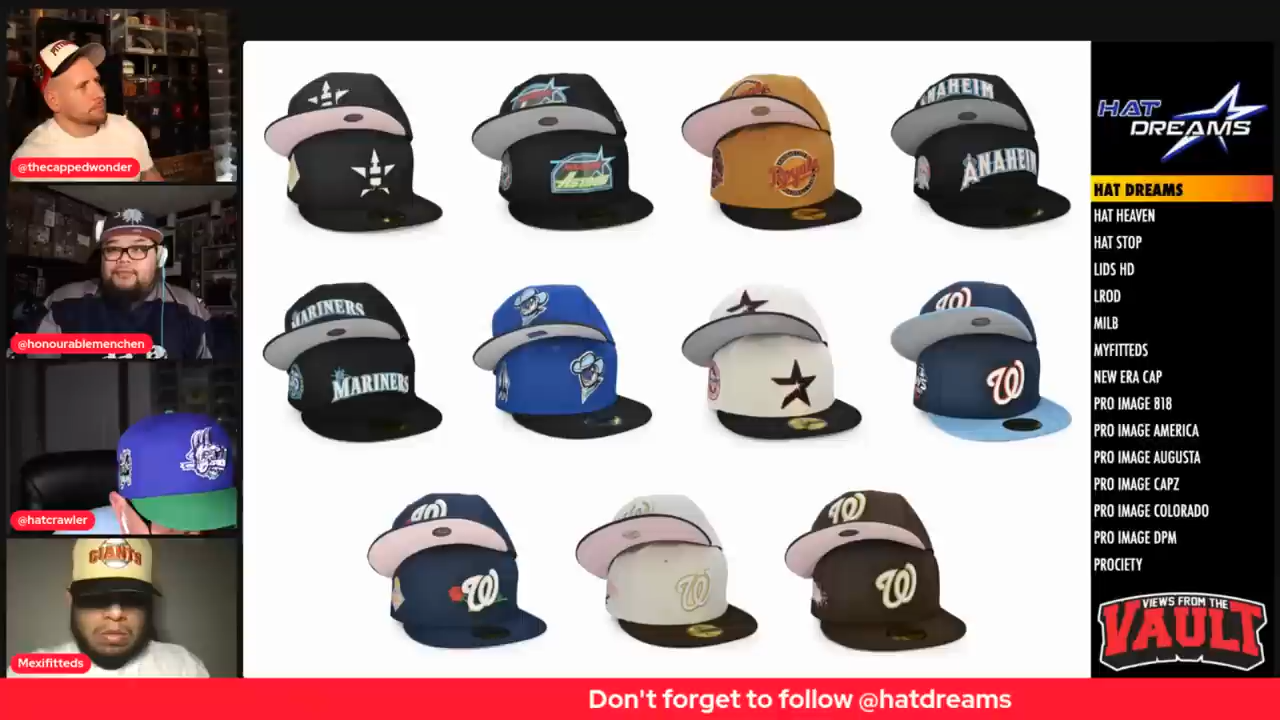 @thecappedwonder
@honourablemenchen
@hatcrawler
GIANTS
Mexifitteds
ANAHEIM
ANAHEIM
Astros
Royals
MARINERS
MARINERS
W
W
W
W
W
W
W
W
HAT
DREAMS
HAT DREAMS
HAT HEAVEN
HAT STOP
LIDS HD
LROD
MILB
MYFITTEDS
NEW ERA CAP
PRO IMAGE 818
PRO IMAGE AMERICA
PRO IMAGE AUGUSTA
PRO IMAGE CAPZ
PRO IMAGE COLORADO
PRO IMAGE DPM
PROCIETY
VIEWS FROM THE
VAULT
Don't forget to follow @hatdreams